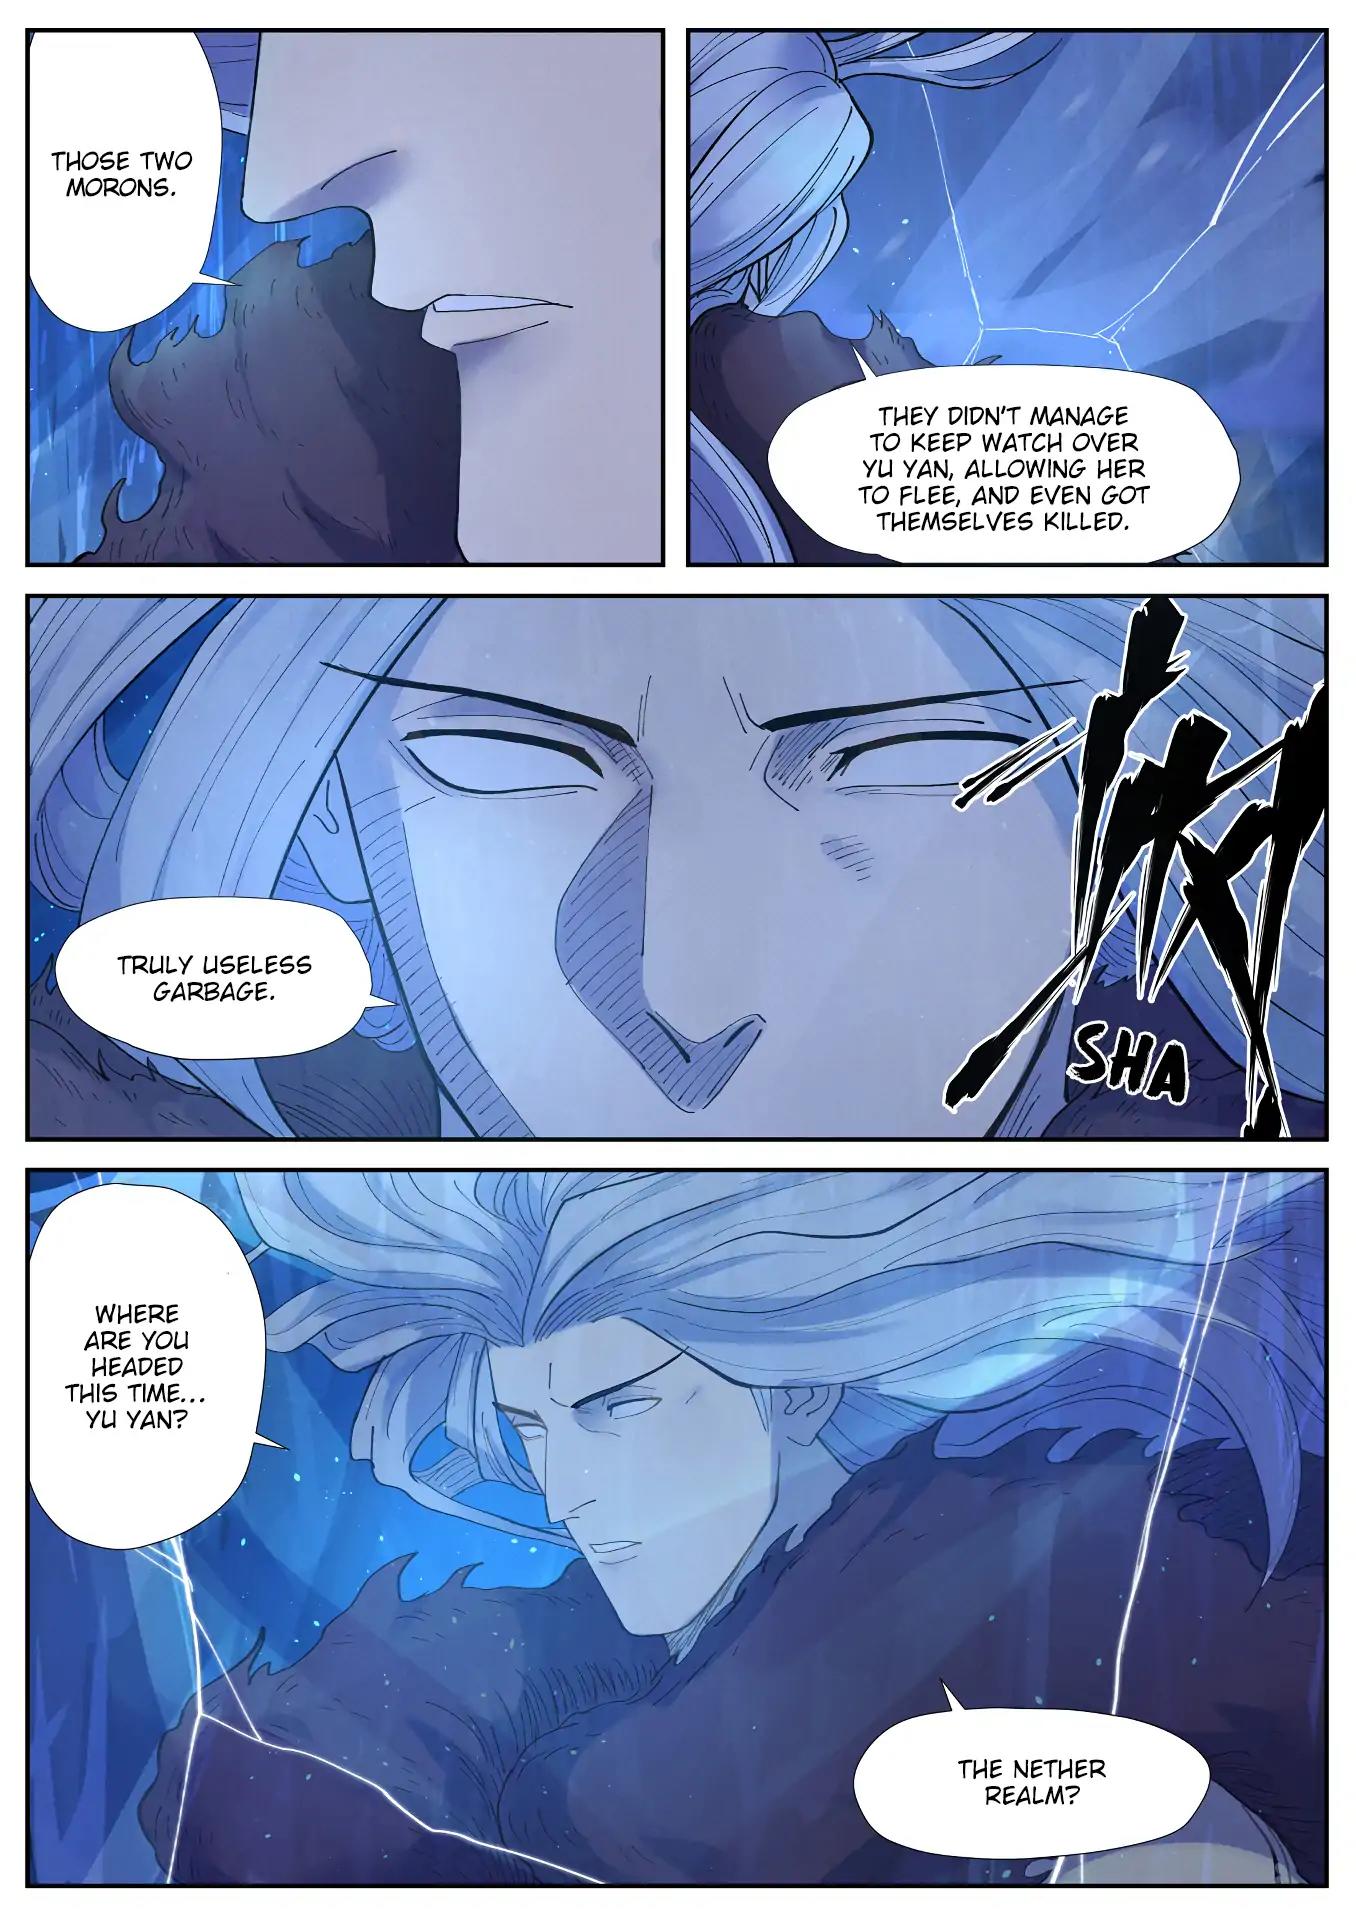 THOSE TWO
MORONS.
THEY DIDN'T MANAGE
TO KEEP WATCH OVER
YU YAN, ALLOWING HER
TO FLEE, AND EVEN GOT
THEMSELVES KILLED.
TRULY USELESS
GARBAGE.
SHA
WHERE
ARE YOU
HEADED
THIS TIME...
YU YAN?
THE NETHER
REALM?